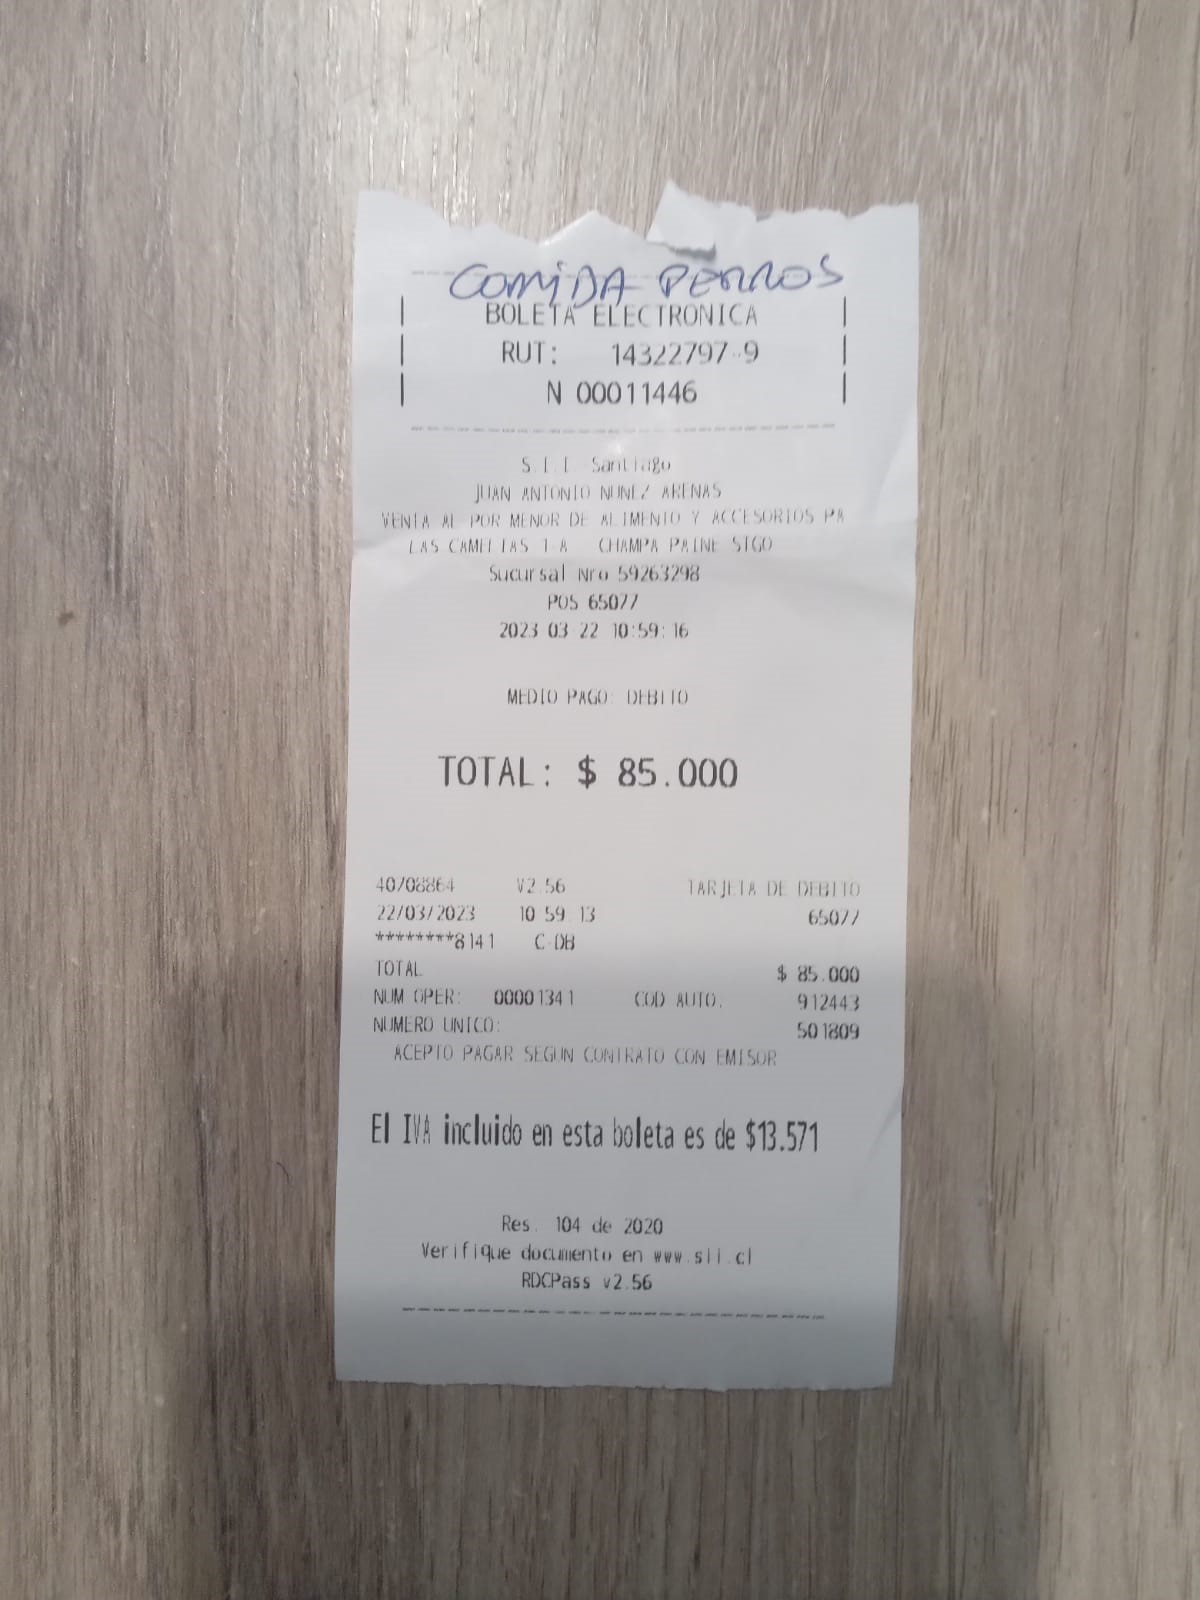 COMIDA PERROS
BOLETA ELECTRONICA
RUT: 14322797-9
N 00011446
S.I.I. Santiago
JUAN ANTONIO NUNEZ ARENAS
VENTA AL POR MENOR DE ALIMENTO Y ACCESORIOS PA
LAS CAMELIAS 1-A CHAMPA PAINE STGO
Sucursal Nro 59263298
POS 65077
2023 03 22 10:59:16
MEDIO PAGO: DEBITO
TOTAL: $ 85.000
40708864 V2.56 TARJETA DE DEBITO
22/03/2023 10 59 13 65077
********8141 C-DB
TOTAL $ 85.000
NUM OPER: 00001341 COD AUTO. 912443
NUMERO UNICO: 501809
ACEPTO PAGAR SEGUN CONTRATO CON EMISOR
El IVA incluido en esta boleta es de $13.571
Res. 104 de 2020
Verifique documento en www.sii.cl
RDCPass v2.56